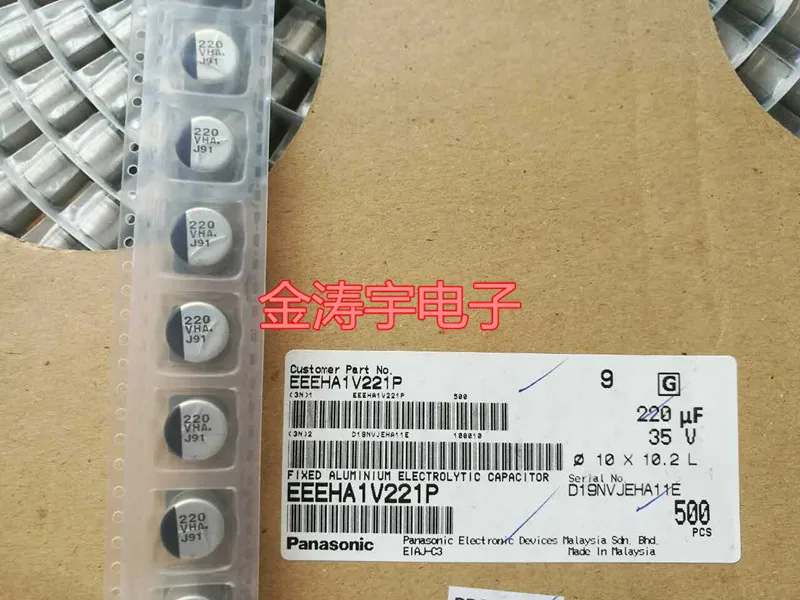 220
VHA.
J91
220
VHA.
J91
220
VHA.
J91
220
VHA.
J91
220
VHA.
J91
220
VHA.
J91
金涛宇电子
Customer Part No.
EEEHA1V221P
9
G
(3N)1 EEEHA1V221P 500
220 µF
(3N)2 D19NVJEHA11E 108010
35 V
ø 10 X 10.2 L
FIXED ALUMINIUM ELECTROLYTIC CAPACITOR
Serial No.
EEEHA1V221P
D19NVJEHA11E
500
PCS
Panasonic
Panasonic Electronic Devices Malaysia Sdn. Bhd.
EIAJ-C3
Made In Malaysia